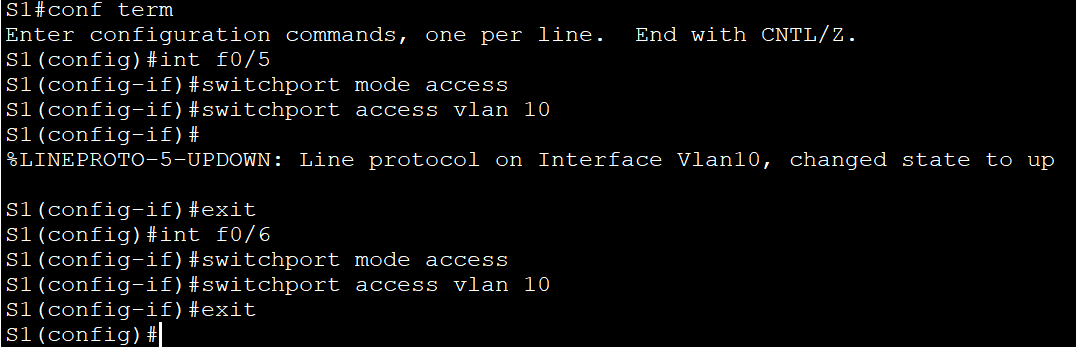 S1#conf term
Enter configuration commands, one per line.  End with CNTL/Z.
S1(config)#int f0/5
S1(config-if)#switchport mode access
S1(config-if)#switchport access vlan 10
S1(config-if)#
%LINEPROTO-5-UPDOWN: Line protocol on Interface Vlan10, changed state to up
S1(config-if)#exit
S1(config)#int f0/6
S1(config-if)#switchport mode access
S1(config-if)#switchport access vlan 10
S1(config-if)#exit
S1(config)#